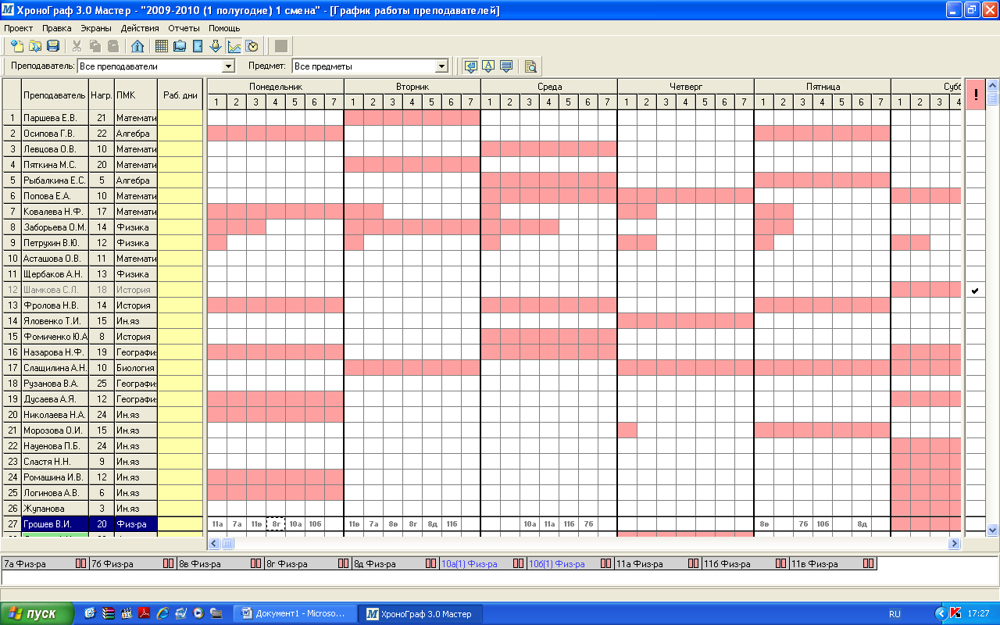 ХроноГраф 3.0 Мастер - "2009-2010 (1 полугодие) 1 смена" - [График работы преподавателей]
Проект Правка Экраны Действия Отчеты Помощь
Преподаватель: Все преподаватели Предмет: Все предметы
Преподаватель Нагр. ПМК Раб. дни Понедельник Вторник Среда Четверг Пятница Субб !
1 2 3 4 5 6 7 1 2 3 4 5 6 7 1 2 3 4 5 6 7 1 2 3 4 5 6 7 1 2 3 4 5 6 7 1 2 3 4
1 Паршева Е.В. 21 Математи
2 Осипова Г.В. 22 Алгебра
3 Левцова О.В. 10 Математи
4 Пяткина М.С. 20 Математи
5 Рыбалкина Е.С. 5 Алгебра
6 Попова Е.А. 10 Математи
7 Ковалева Н.Ф. 17 Математи
8 Заборьева О.М. 14 Физика
9 Петрухин В.Ю. 12 Физика
10 Асташова О.В. 11 Математи
11 Щербаков А.Н. 13 Физика
12 Шамкова С.Л. 18 История
13 Фролова Н.В. 14 История
14 Яловенко Т.И. 15 Ин.яз
15 Фомиченко Ю.А 8 История
16 Назарова Н.Ф. 19 География
17 Слащилина А.Н. 10 Биология
18 Рузанова В.А. 25 География
19 Дусаева А.Я. 12 География
20 Николаева Н.А. 24 Ин.яз
21 Морозова О.И. 15 Ин.яз
22 Науенова П.Б. 24 Ин.яз
23 Сластя Н.Н. 9 Ин.яз
24 Ромашина И.В. 12 Ин.яз
25 Логинова А.В. 6 Ин.яз
26 Жупанова 3 Ин.яз
27 Грошев В.И. 20 Физ-ра 11а 7а 11в 8г 10а 10б 11в 7а 8в 8г 8д 11б 10а 11а 11б 7б 8в 7б 10б 8д
7а Физ-ра 7б Физ-ра 8в Физ-ра 8г Физ-ра 8д Физ-ра 10а(1) Физ-ра 10б(1) Физ-ра 11а Физ-ра 11б Физ-ра 11в Физ-ра
пуск Документ1 - Microso... ХроноГраф 3.0 Мастер RU 17:27